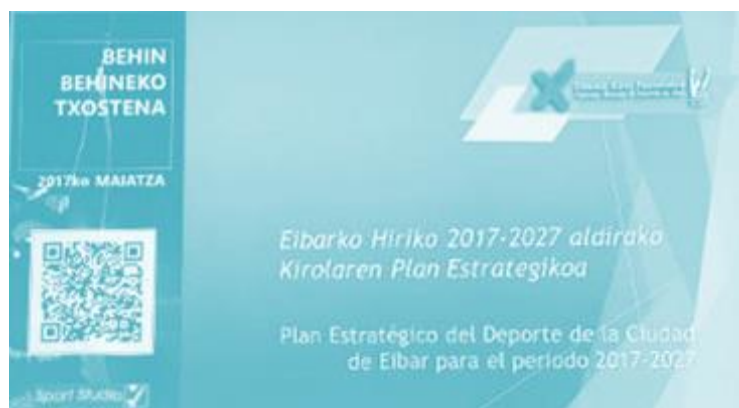 BEHIN
BEHINEKO
TXOSTENA
2017ko MAIATZA
Eibarko Hiriko 2017-2027 aldirako
Kirolaren Plan Estrategikoa
Plan Estratégico del Deporte de la Ciudad
de Eibar para el periodo 2017-2027
Sport Studio